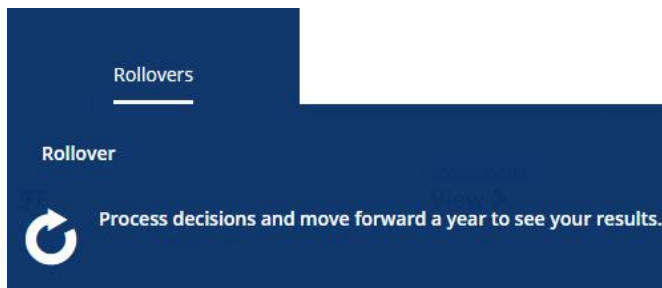 Rollovers
Rollover
Process decisions and move forward a year to see your results.